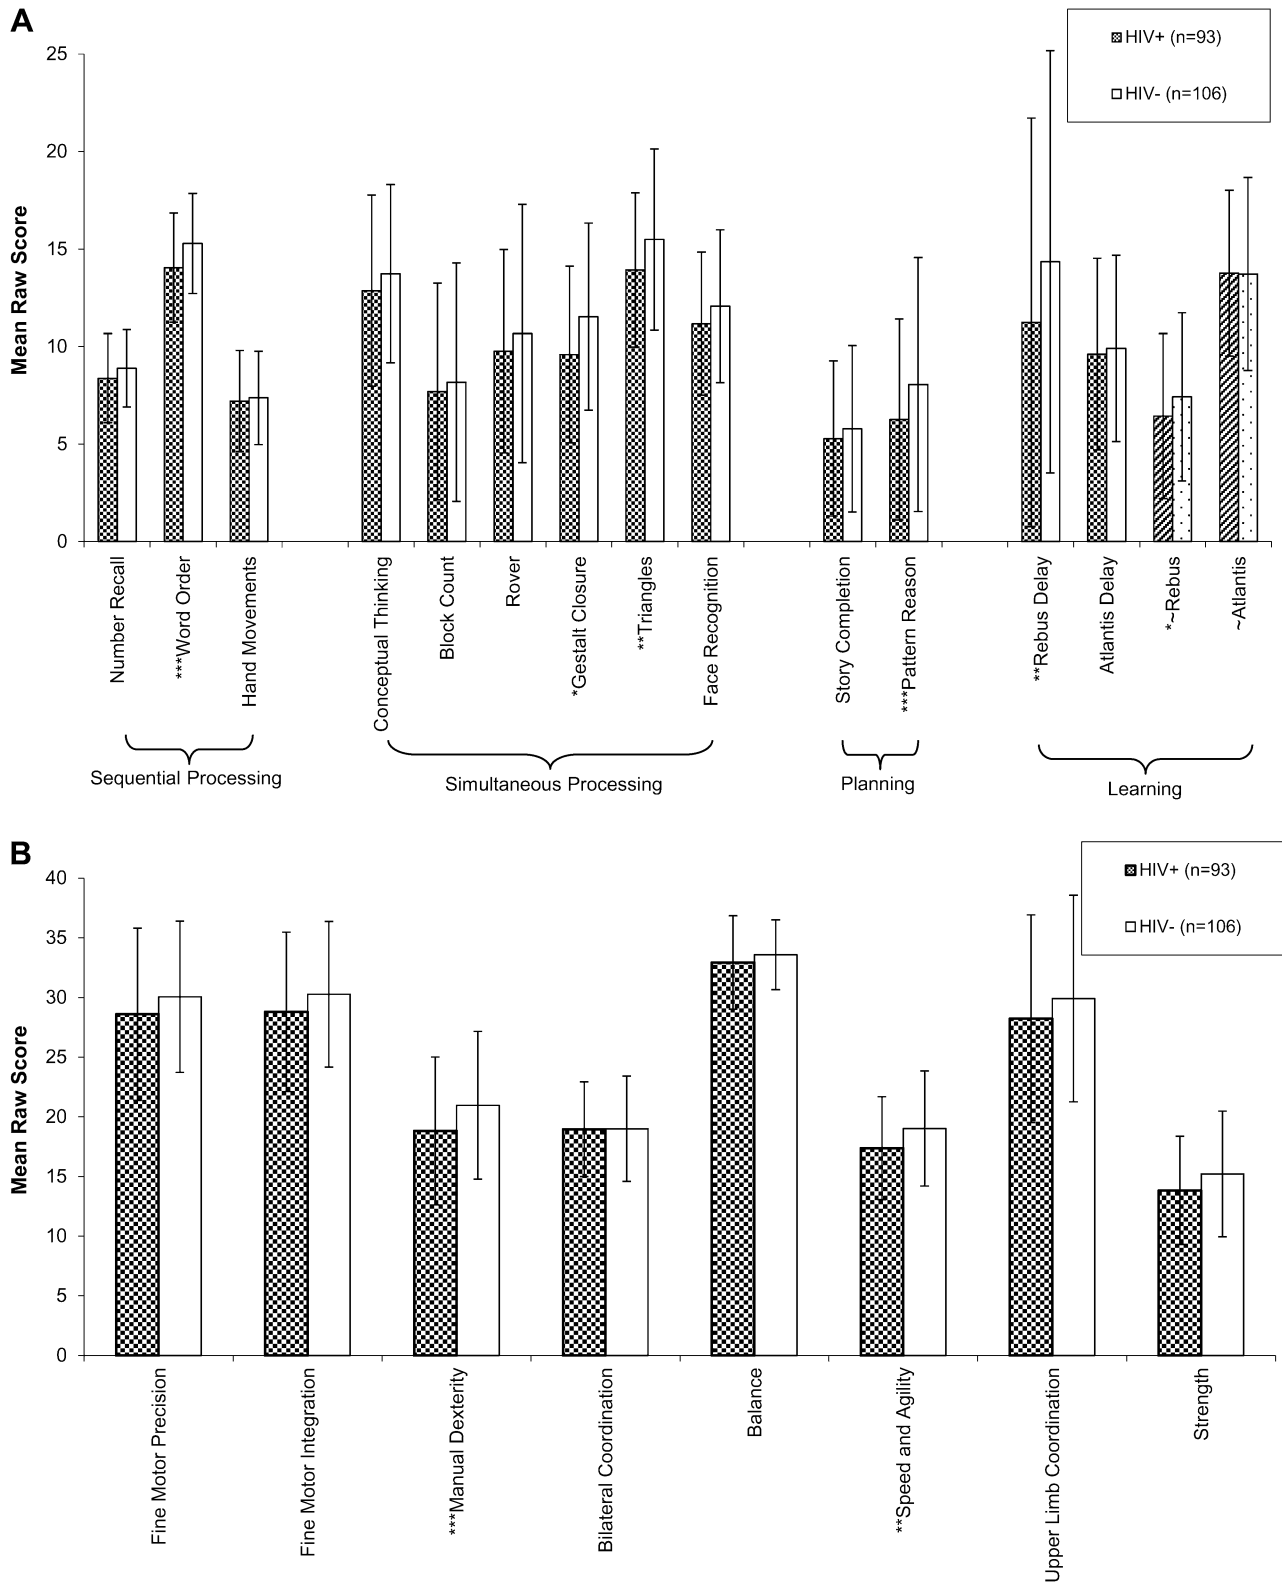 A
HIV+ (n=93)
HIV- (n=106)
Mean Raw Score
25
20
15
10
5
0
Number Recall
***Word Order
Hand Movements
Conceptual Thinking
Block Count
Rover
*Gestalt Closure
**Triangles
Face Recognition
Story Completion
***Pattern Reason
**Rebus Delay
Atlantis Delay
*~Rebus
~Atlantis
Sequential Processing
Simultaneous Processing
Planning
Learning
B
HIV+ (n=93)
HIV- (n=106)
Mean Raw Score
40
35
30
25
20
15
10
5
0
Fine Motor Precision
Fine Motor Integration
***Manual Dexterity
Bilateral Coordination
Balance
**Speed and Agility
Upper Limb Coordination
Strength